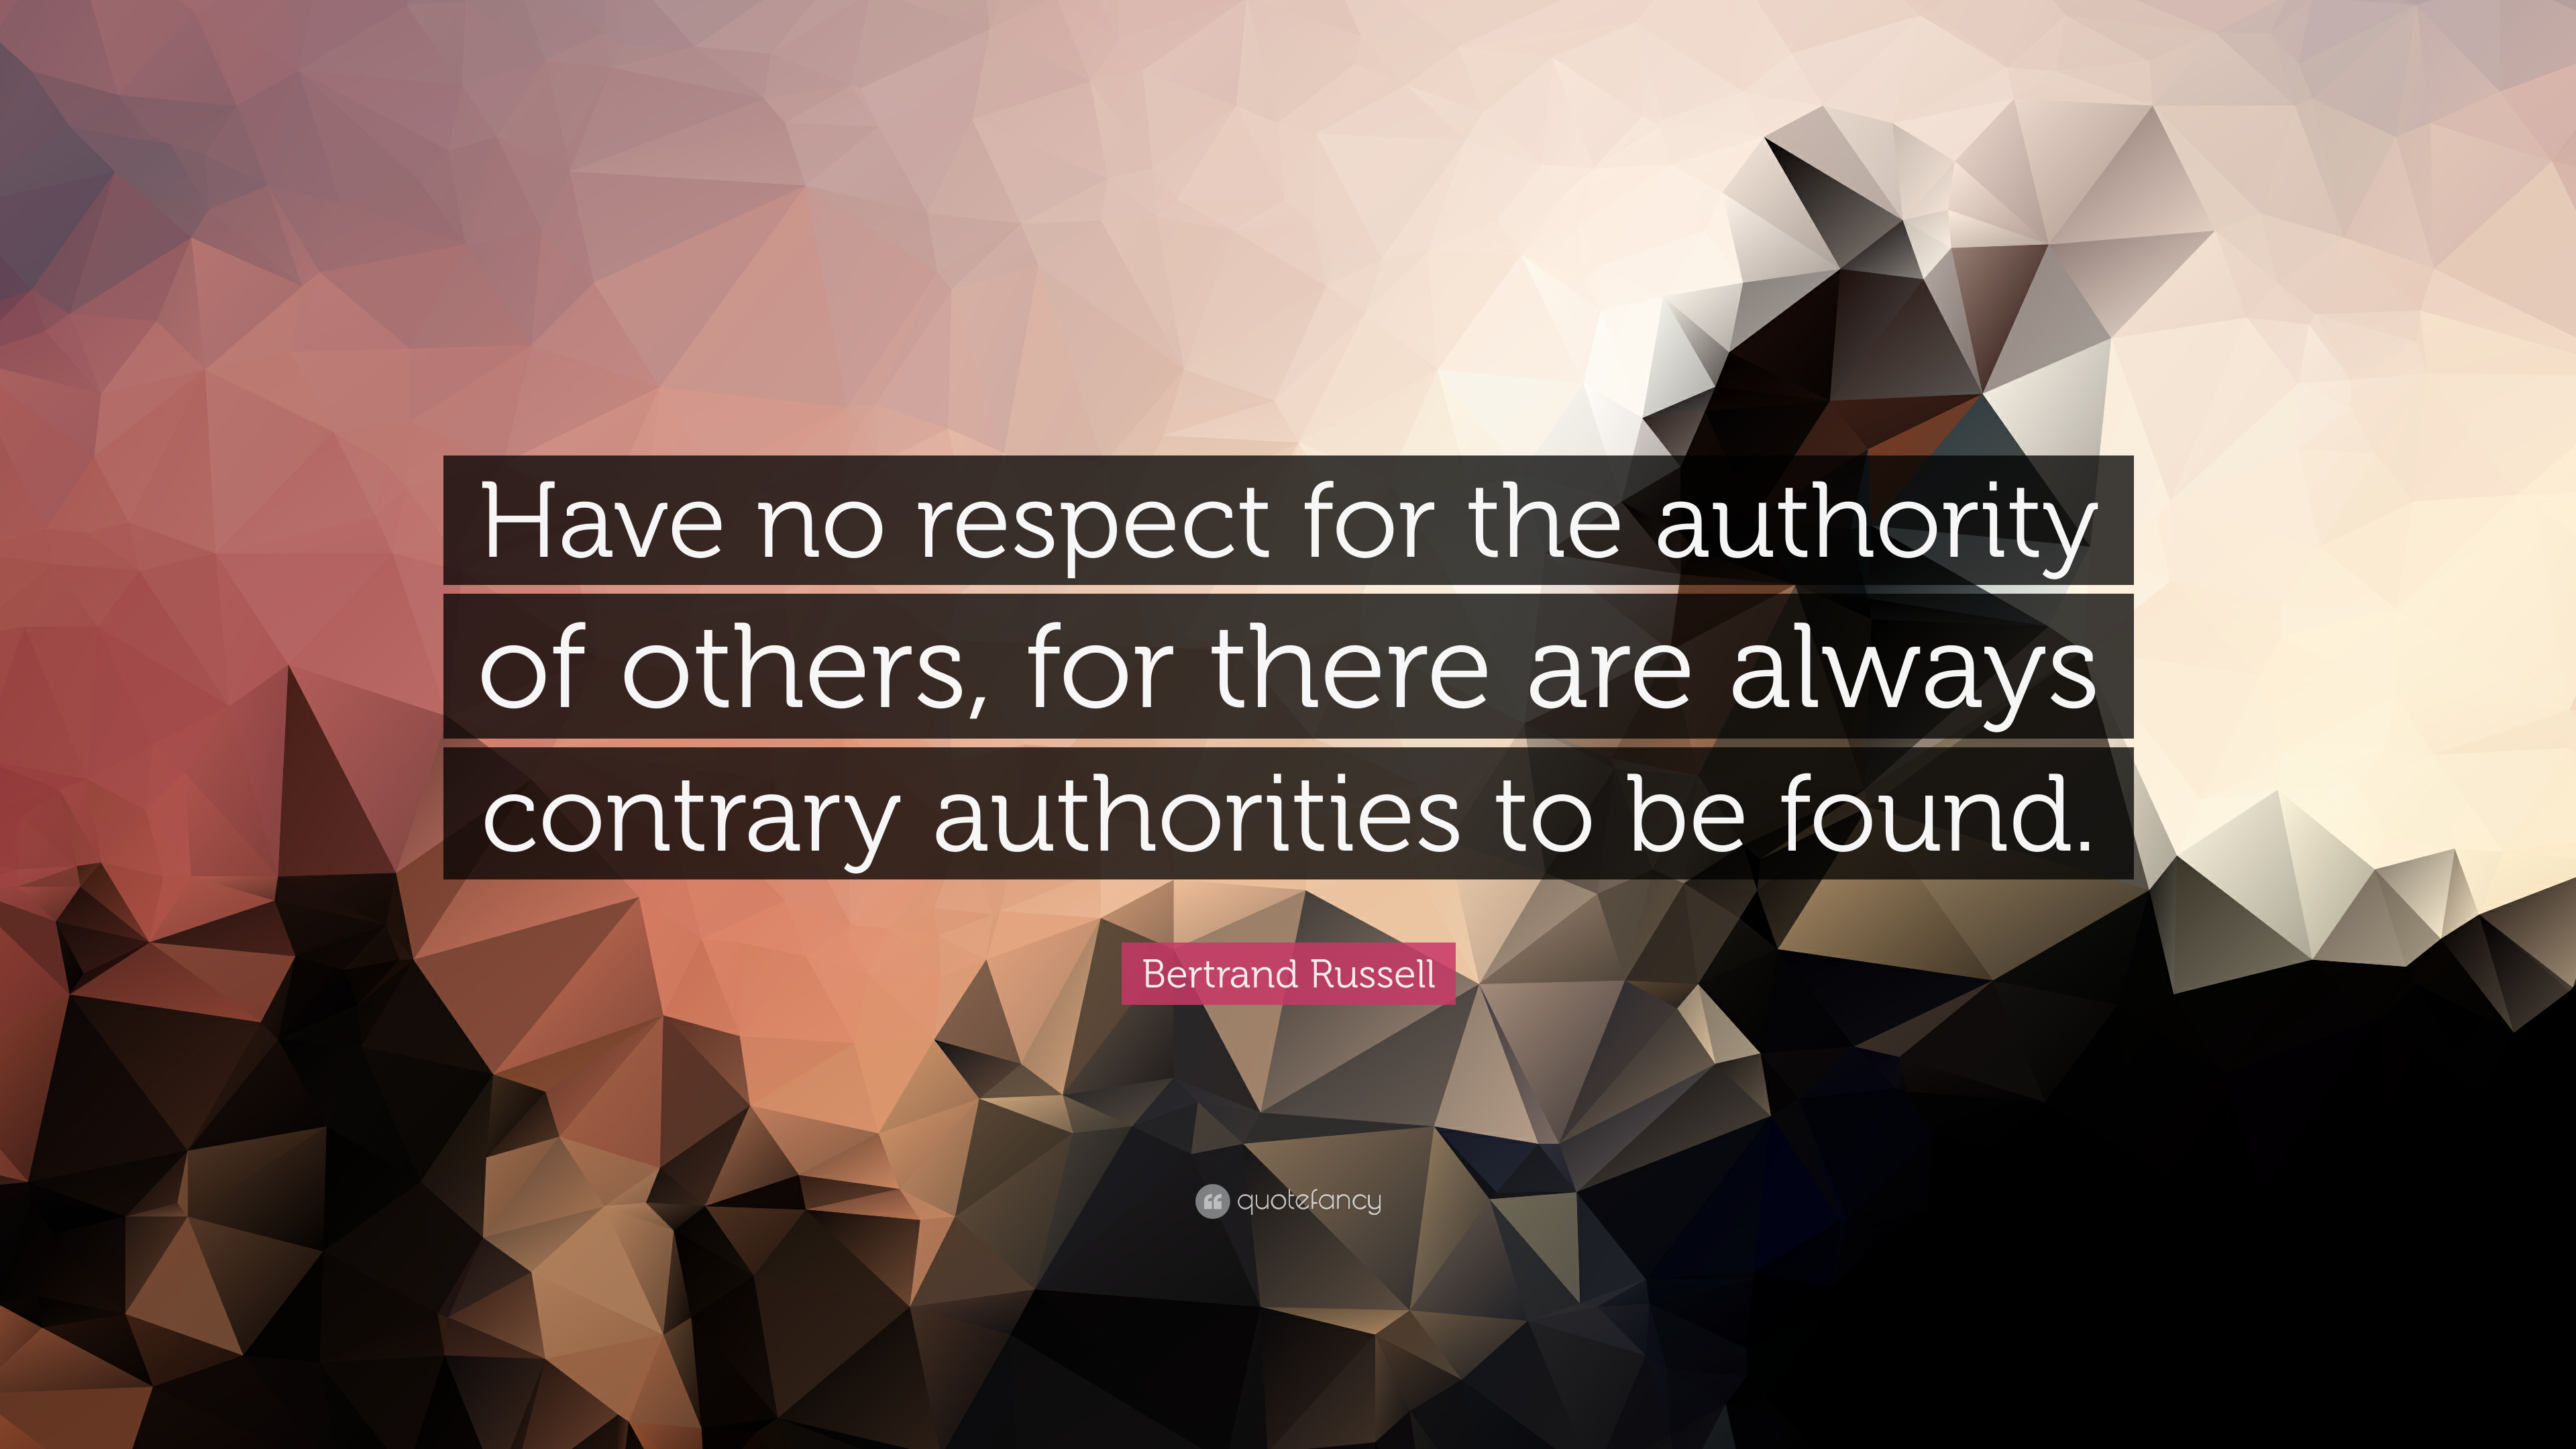 Have no respect for the authority
of others, for there are always
contrary authorities to be found.
Bertrand Russell
quotefancy